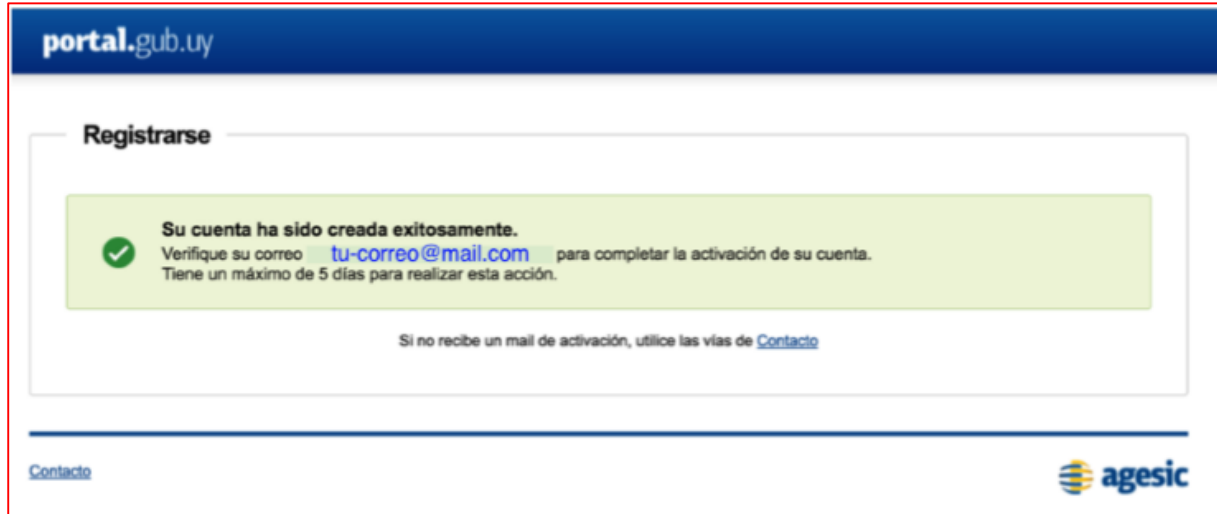 portal.gub.uy
Registrarse
Su cuenta ha sido creada exitosamente.
Verifique su correo tu-correo@mail.com para completar la activación de su cuenta.
Tiene un máximo de 5 días para realizar esta acción.
Si no recibe un mail de activación, utilice las vías de Contacto
Contacto
agesic